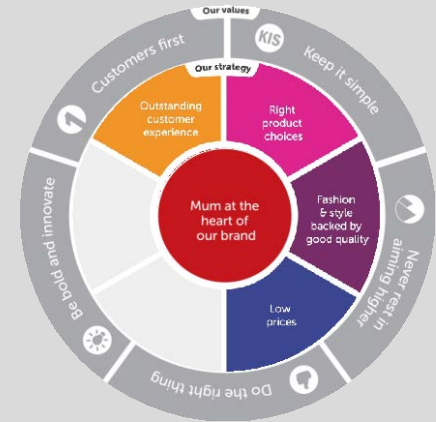 Our values
Customers first
1
KIS
Keep it simple
Our strategy
Outstanding
customer
experience
Right
product
choices
Mum at the
heart of
our brand
Fashion
& style
backed by
good quality
Low
prices
Never rest in
aiming higher
Do the right thing
Be bold and innovate